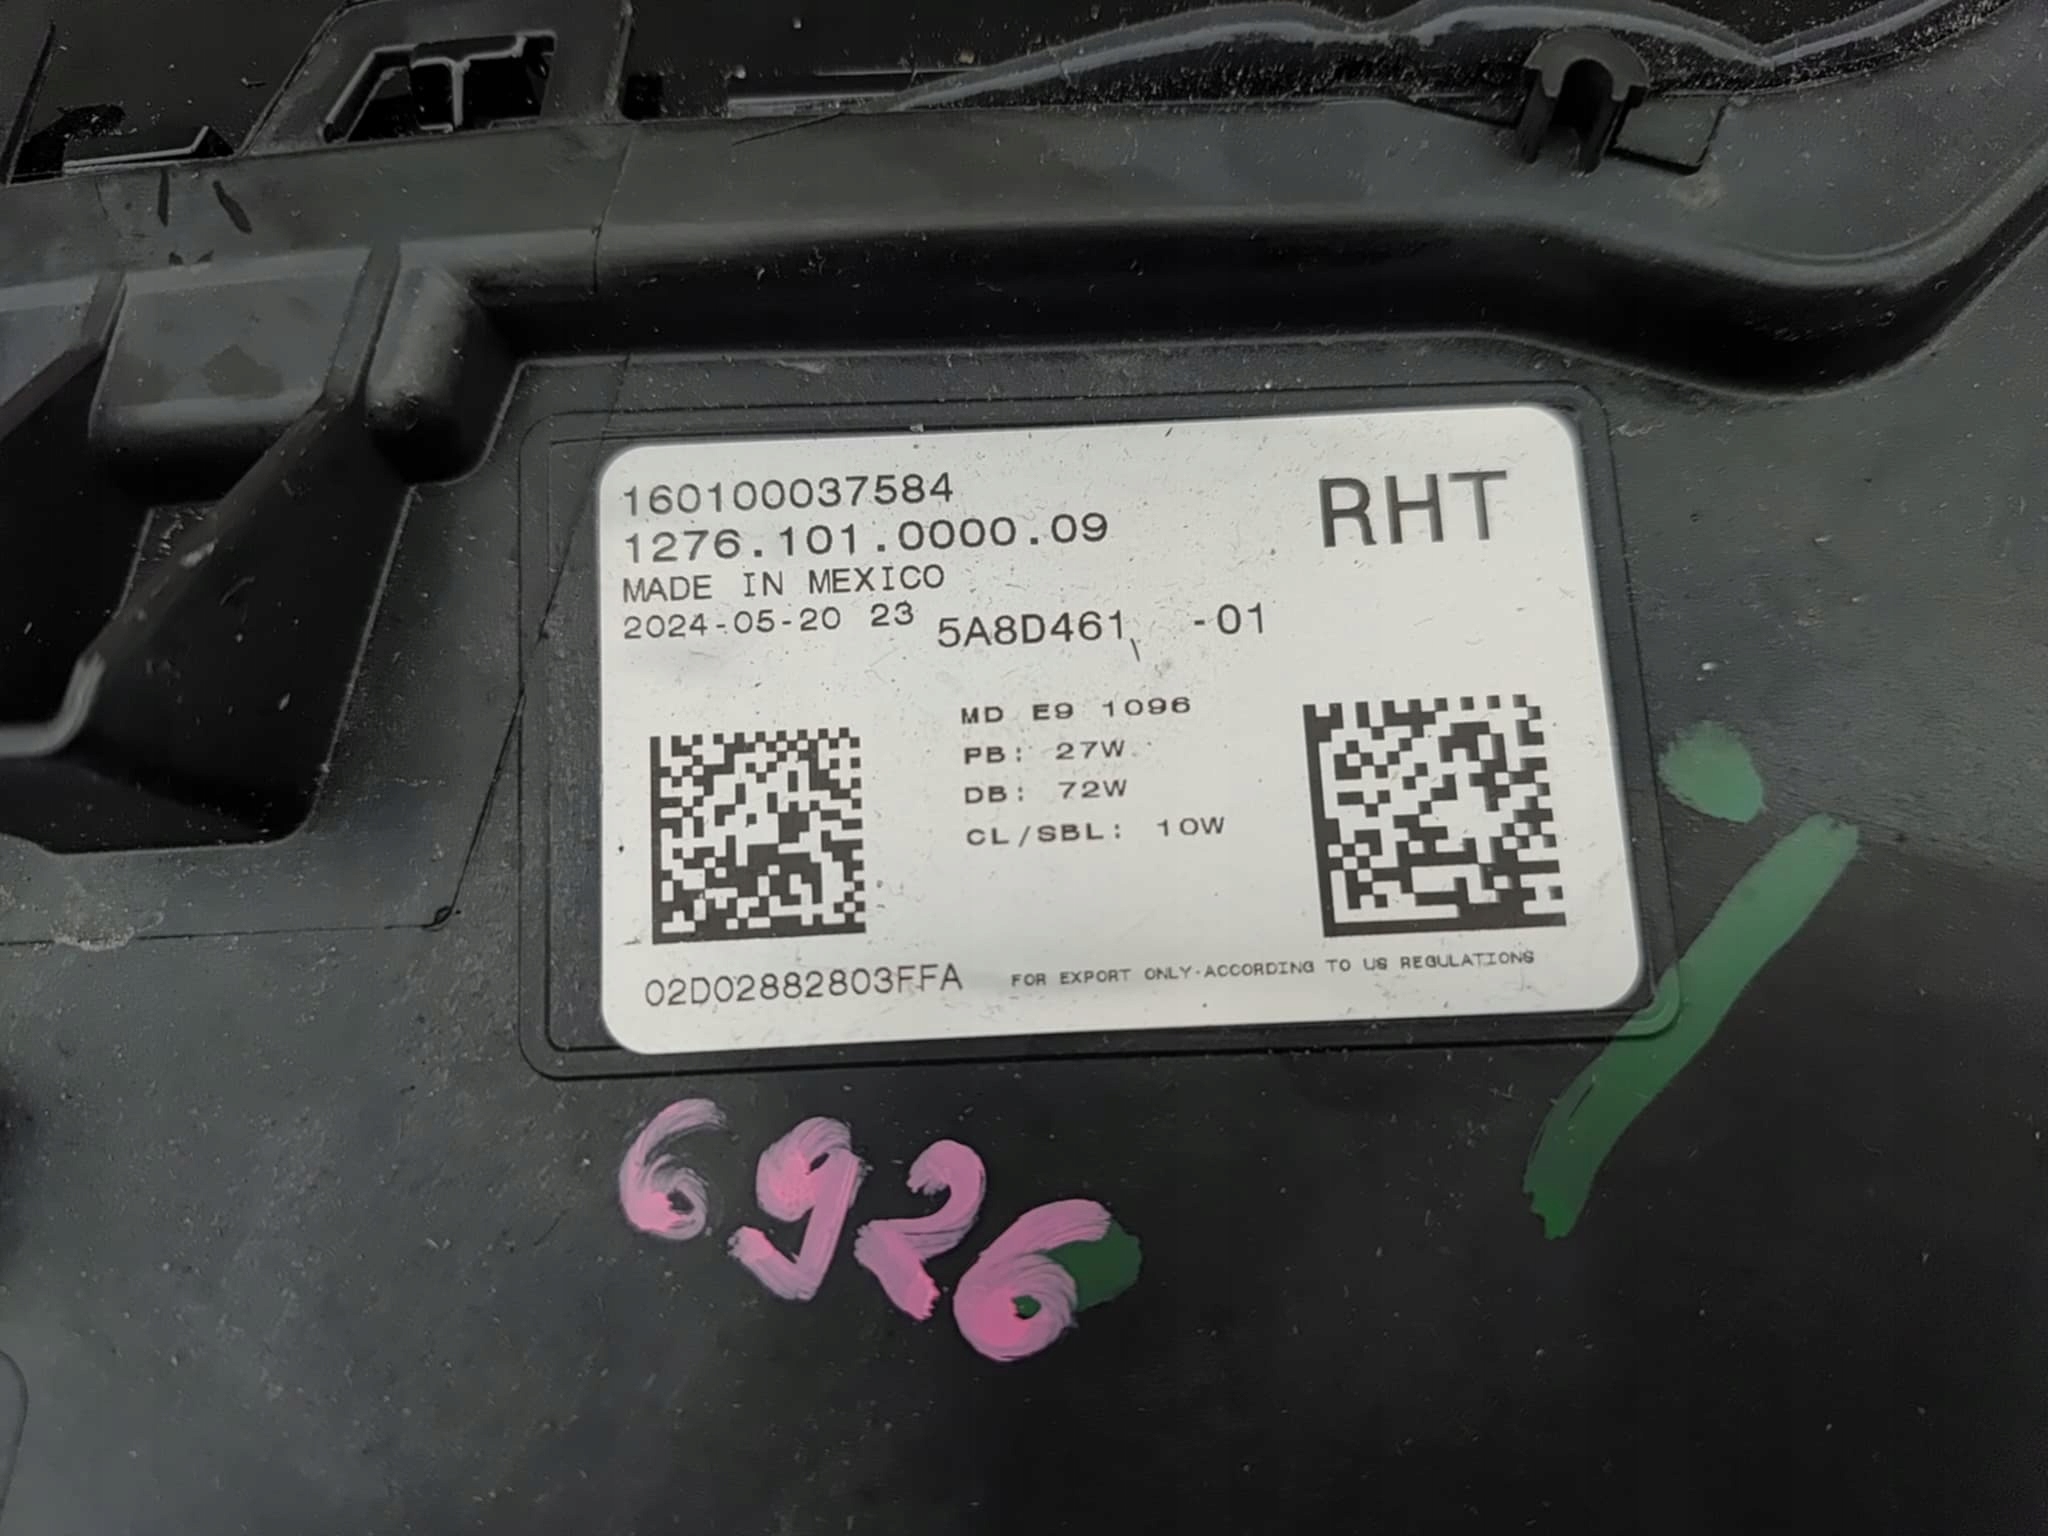 160100037584
RHT
1276.101.0000.09
MADE IN MEXICO
2024-05-20 23 5A8D461 -01
MD E9 1096
PB: 27W
DB: 72W
CL/SBL: 10W
02D02882803FFA FOR EXPORT ONLY-ACCORDING TO US REGULATIONS
6926